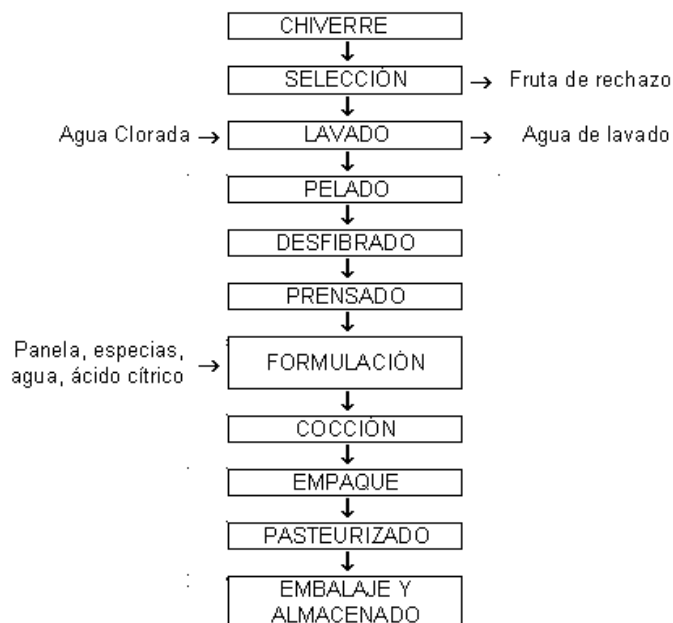 CHIVERRE
SELECCIÓN
Fruta de rechazo
Agua Clorada
LAVADO
Agua de lavado
PELADO
DESFIBRADO
PRENSADO
Panela, especias,
agua, ácido cítrico
FORMULACIÓN
COCCIÓN
EMPAQUE
PASTEURIZADO
EMBALAJE Y
ALMACENADO